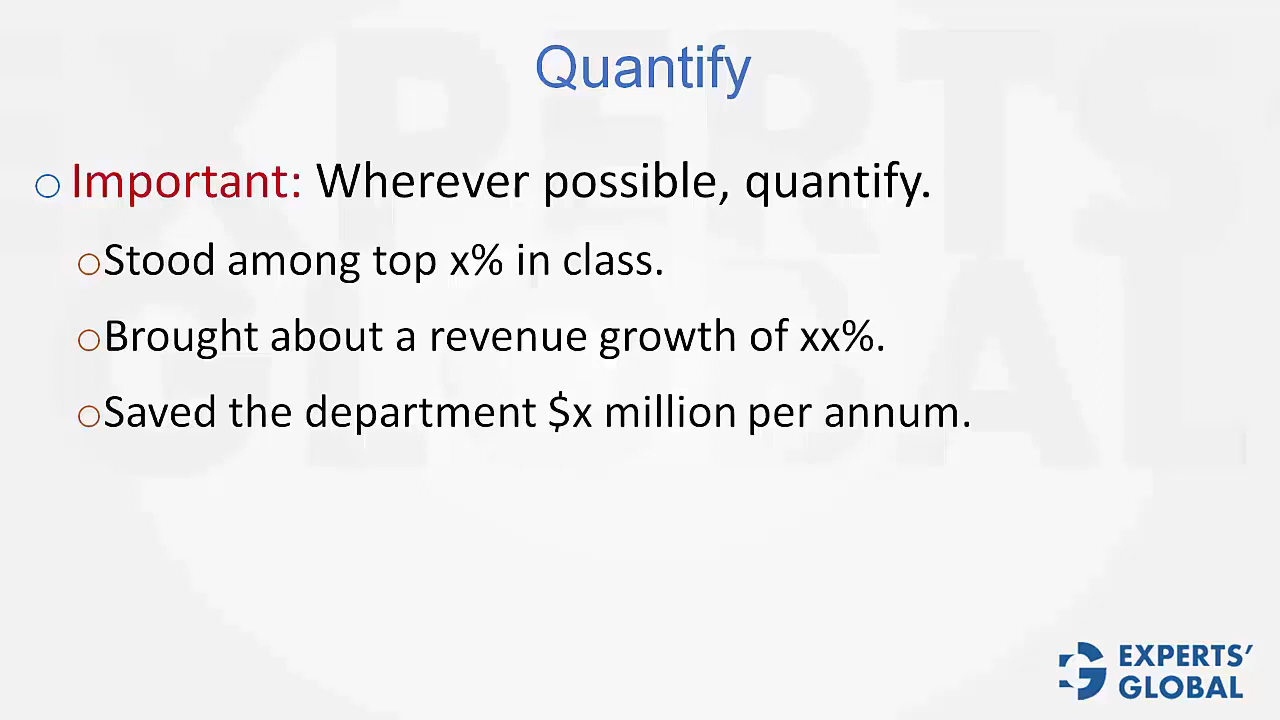 Quantify
Important: Wherever possible, quantify.
Stood among top x% in class.
Brought about a revenue growth of xx%.
Saved the department $x million per annum.
EXPERTS'
GLOBAL